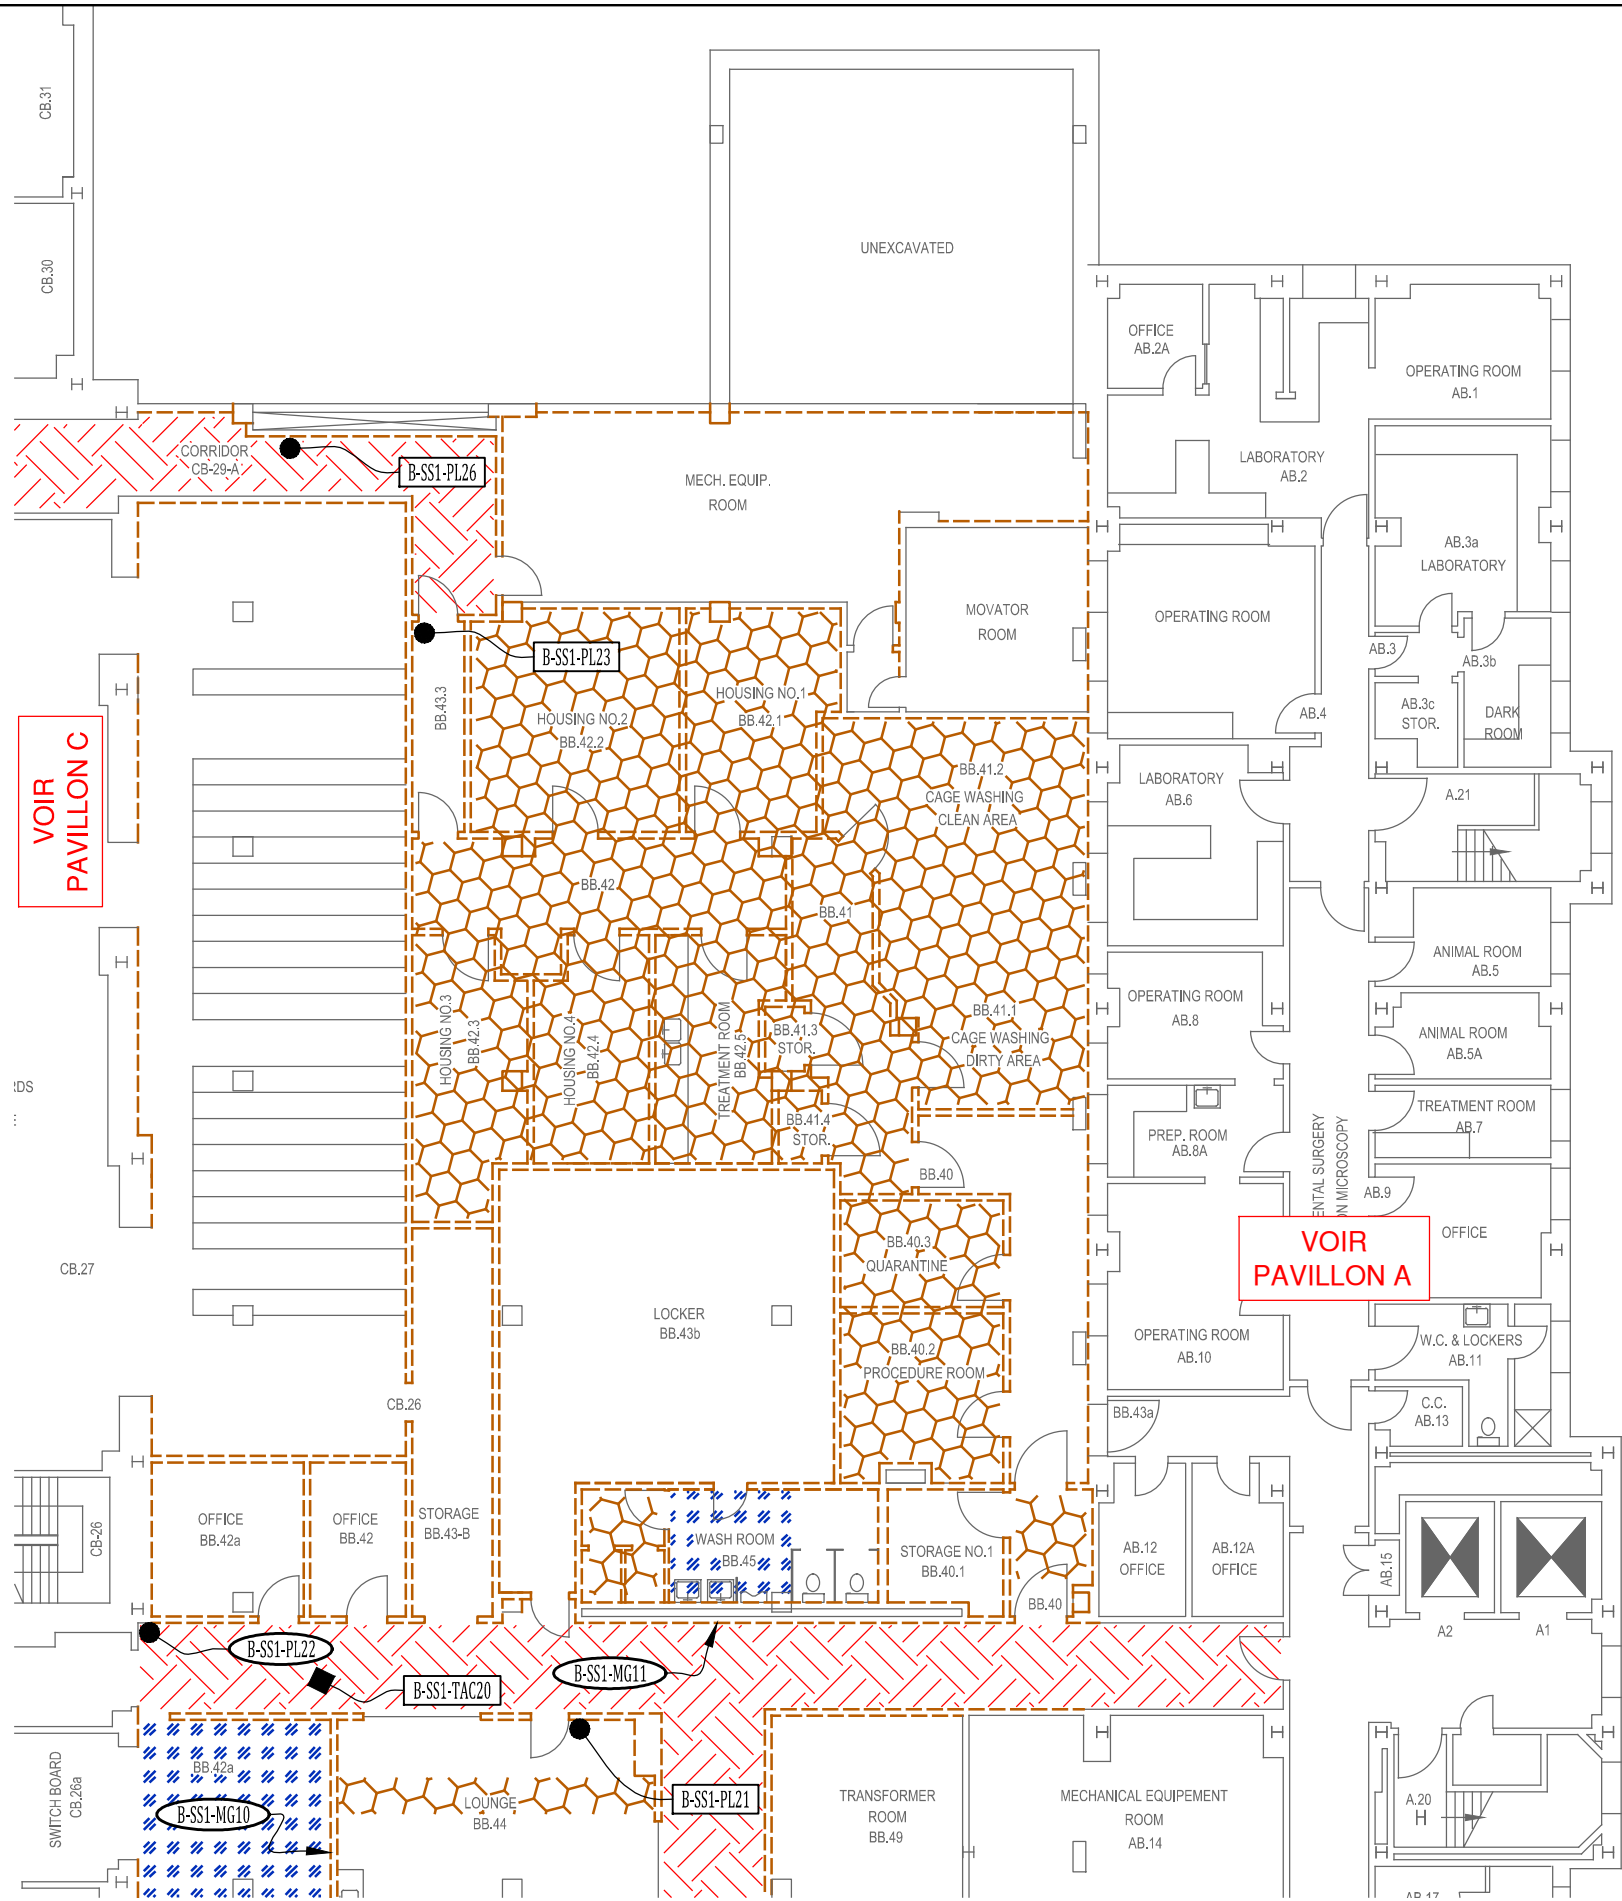 CB.31
CB.30
UNEXCAVATED
OFFICE
AB.2A
OPERATING ROOM
AB.1
CORRIDOR
CB-29-A
B-SS1-PL26
MECH. EQUIP.
ROOM
LABORATORY
AB.2
AB.3a
LABORATORY
MOVATOR
ROOM
OPERATING ROOM
B-SS1-PL23
AB.3
AB.3b
BB.43.3
HOUSING NO.2
BB.42.2
HOUSING NO.1
BB.42.1
AB.4
AB.3c
STOR.
DARK
ROOM
VOIR
PAVILLON C
BB.41.2
CAGE WASHING
CLEAN AREA
LABORATORY
AB.6
A.21
BB.42
BB.41
ANIMAL ROOM
AB.5
OPERATING ROOM
AB.8
HOUSING NO.3
BB.42.3
HOUSING NO.4
BB.42.4
TREATMENT ROOM
BB.42.5
BB.41.3
STOR.
BB.41.1
CAGE WASHING
DIRTY AREA
ANIMAL ROOM
AB.5A
RDS
BB.41.4
STOR.
PREP. ROOM
AB.8A
TREATMENT ROOM
AB.7
ENTAL SURGERY
ON MICROSCOPY
BB.40
AB.9
OFFICE
VOIR
PAVILLON A
BB.40.3
QUARANTINE
CB.27
LOCKER
BB.43b
OPERATING ROOM
AB.10
W.C. & LOCKERS
AB.11
BB.40.2
PROCEDURE ROOM
CB.26
BB.43a
C.C.
AB.13
OFFICE
BB.42a
OFFICE
BB.42
STORAGE
BB.43-B
CB-26
WASH ROOM
BB.45
STORAGE NO.1
BB.40.1
AB.12
OFFICE
AB.12A
OFFICE
AB.15
BB.40
A2
A1
B-SS1-PL22
B-SS1-MG11
B-SS1-TAC20
SWITCH BOARD
CB.26a
BB.42a
B-SS1-MG10
LOUNGE
BB.44
B-SS1-PL21
TRANSFORMER
ROOM
BB.49
MECHANICAL EQUIPEMENT
ROOM
AB.14
A.20
AB.17